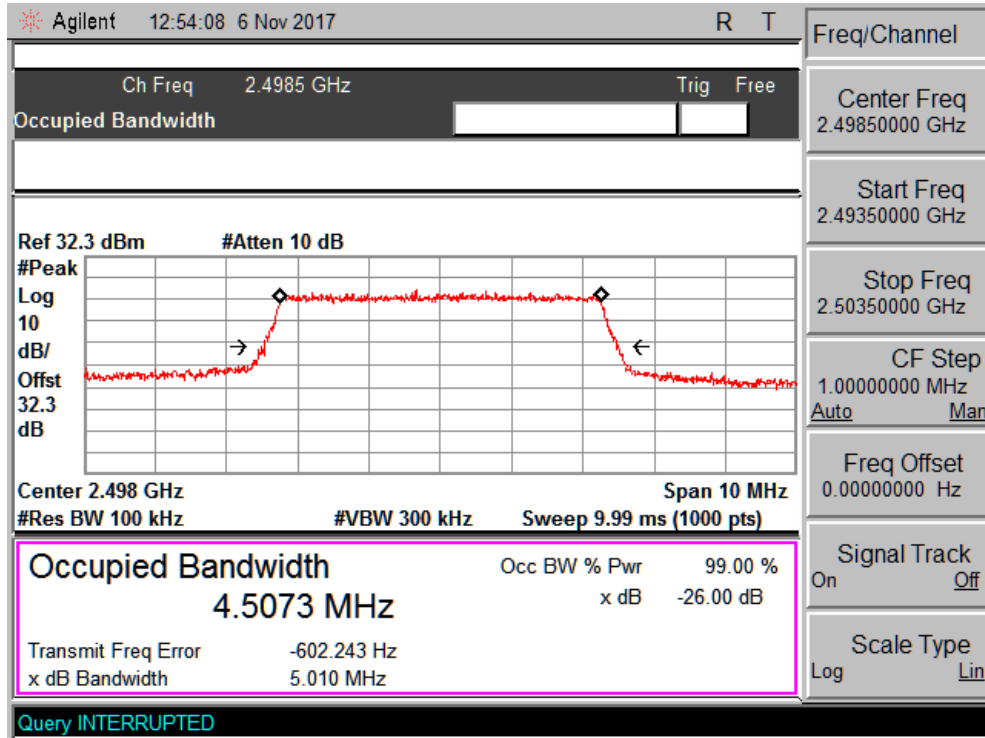 Agilent 12:54:08 6 Nov 2017 R T
Freq/Channel
Ch Freq 2.4985 GHz Trig Free
Occupied Bandwidth
Center Freq
2.49850000 GHz
Start Freq
2.49350000 GHz
Stop Freq
2.50350000 GHz
CF Step
1.00000000 MHz
Auto Man
Freq Offset
0.00000000 Hz
Signal Track
On Off
Scale Type
Log Lin
Ref 32.3 dBm #Atten 10 dB
#Peak
Log
10
dB/
Offst
32.3
dB
Center 2.498 GHz Span 10 MHz
#Res BW 100 kHz #VBW 300 kHz Sweep 9.99 ms (1000 pts)
Occupied Bandwidth Occ BW % Pwr 99.00 %
4.5073 MHz x dB -26.00 dB
Transmit Freq Error -602.243 Hz
x dB Bandwidth 5.010 MHz
Query INTERRUPTED